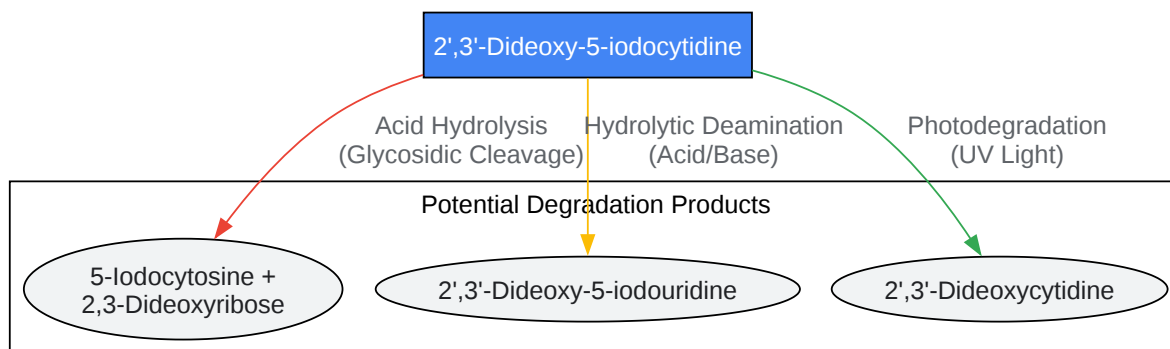 2',3'-Dideoxy-5-iodocytidine
Acid Hydrolysis
(Glycosidic Cleavage)
Hydrolytic Deamination
(Acid/Base)
Photodegradation
(UV Light)
Potential Degradation Products
5-Iodocytosine +
2,3-Dideoxyribose
2',3'-Dideoxy-5-iodouridine
2',3'-Dideoxycytidine